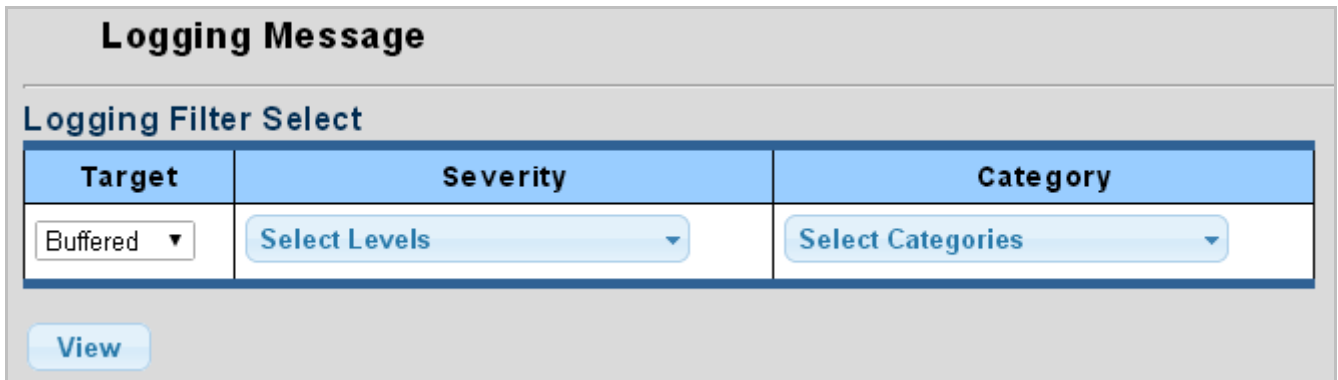 Logging Message
Logging Filter Select
Target Severity Category
Buffered Select Levels Select Categories
View